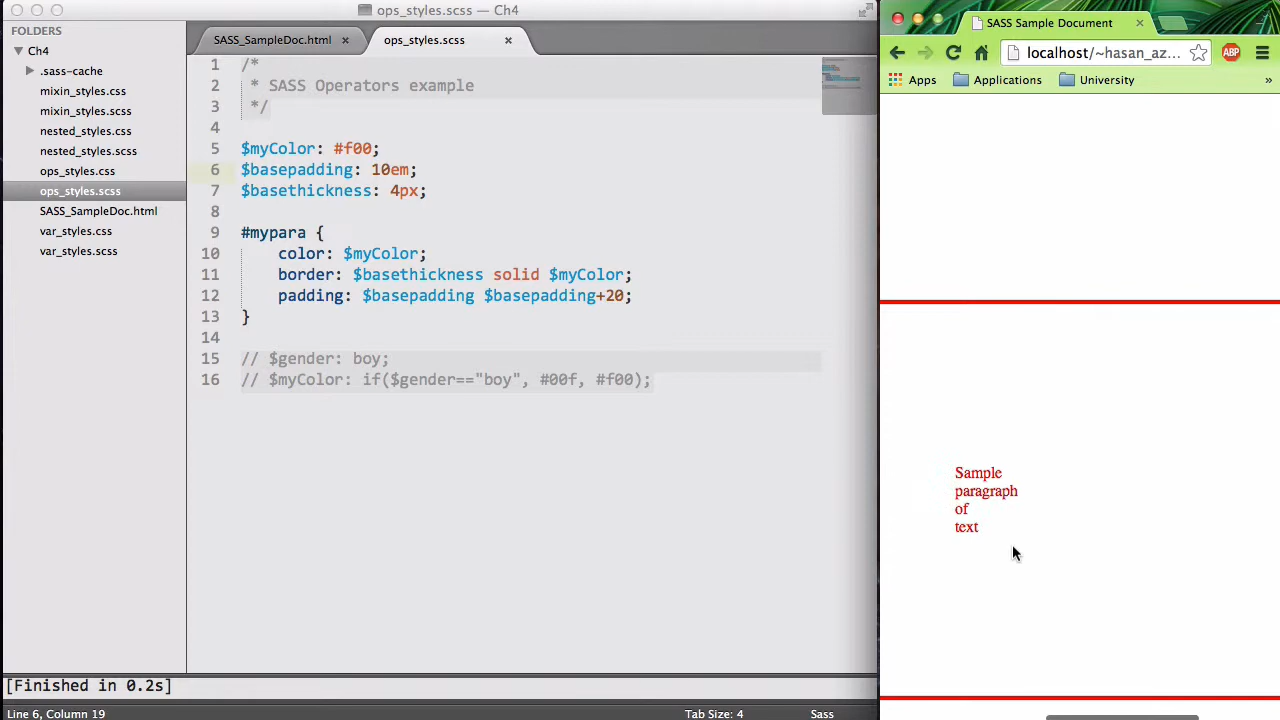 ops_styles.scss — Ch4
FOLDERS
Ch4
.sass-cache
mixin_styles.css
mixin_styles.scss
nested_styles.css
nested_styles.scss
ops_styles.css
ops_styles.scss
SASS_SampleDoc.html
var_styles.css
var_styles.scss
SASS_SampleDoc.html ×
ops_styles.scss ×
1 /*
2 * SASS Operators example
3 */
4
5 $myColor: #f00;
6 $basepadding: 10em;
7 $basethickness: 4px;
8
9 #mypara {
10 color: $myColor;
11 border: $basethickness solid $myColor;
12 padding: $basepadding $basepadding+20;
13 }
14
15 // $gender: boy;
16 // $myColor: if($gender=="boy", #00f, #f00);
[Finished in 0.2s]
Line 6, Column 19
Tab Size: 4
Sass
SASS Sample Document ×
localhost/~hasan_az...
ABP
Apps
Applications
University
»
Sample
paragraph
of
text